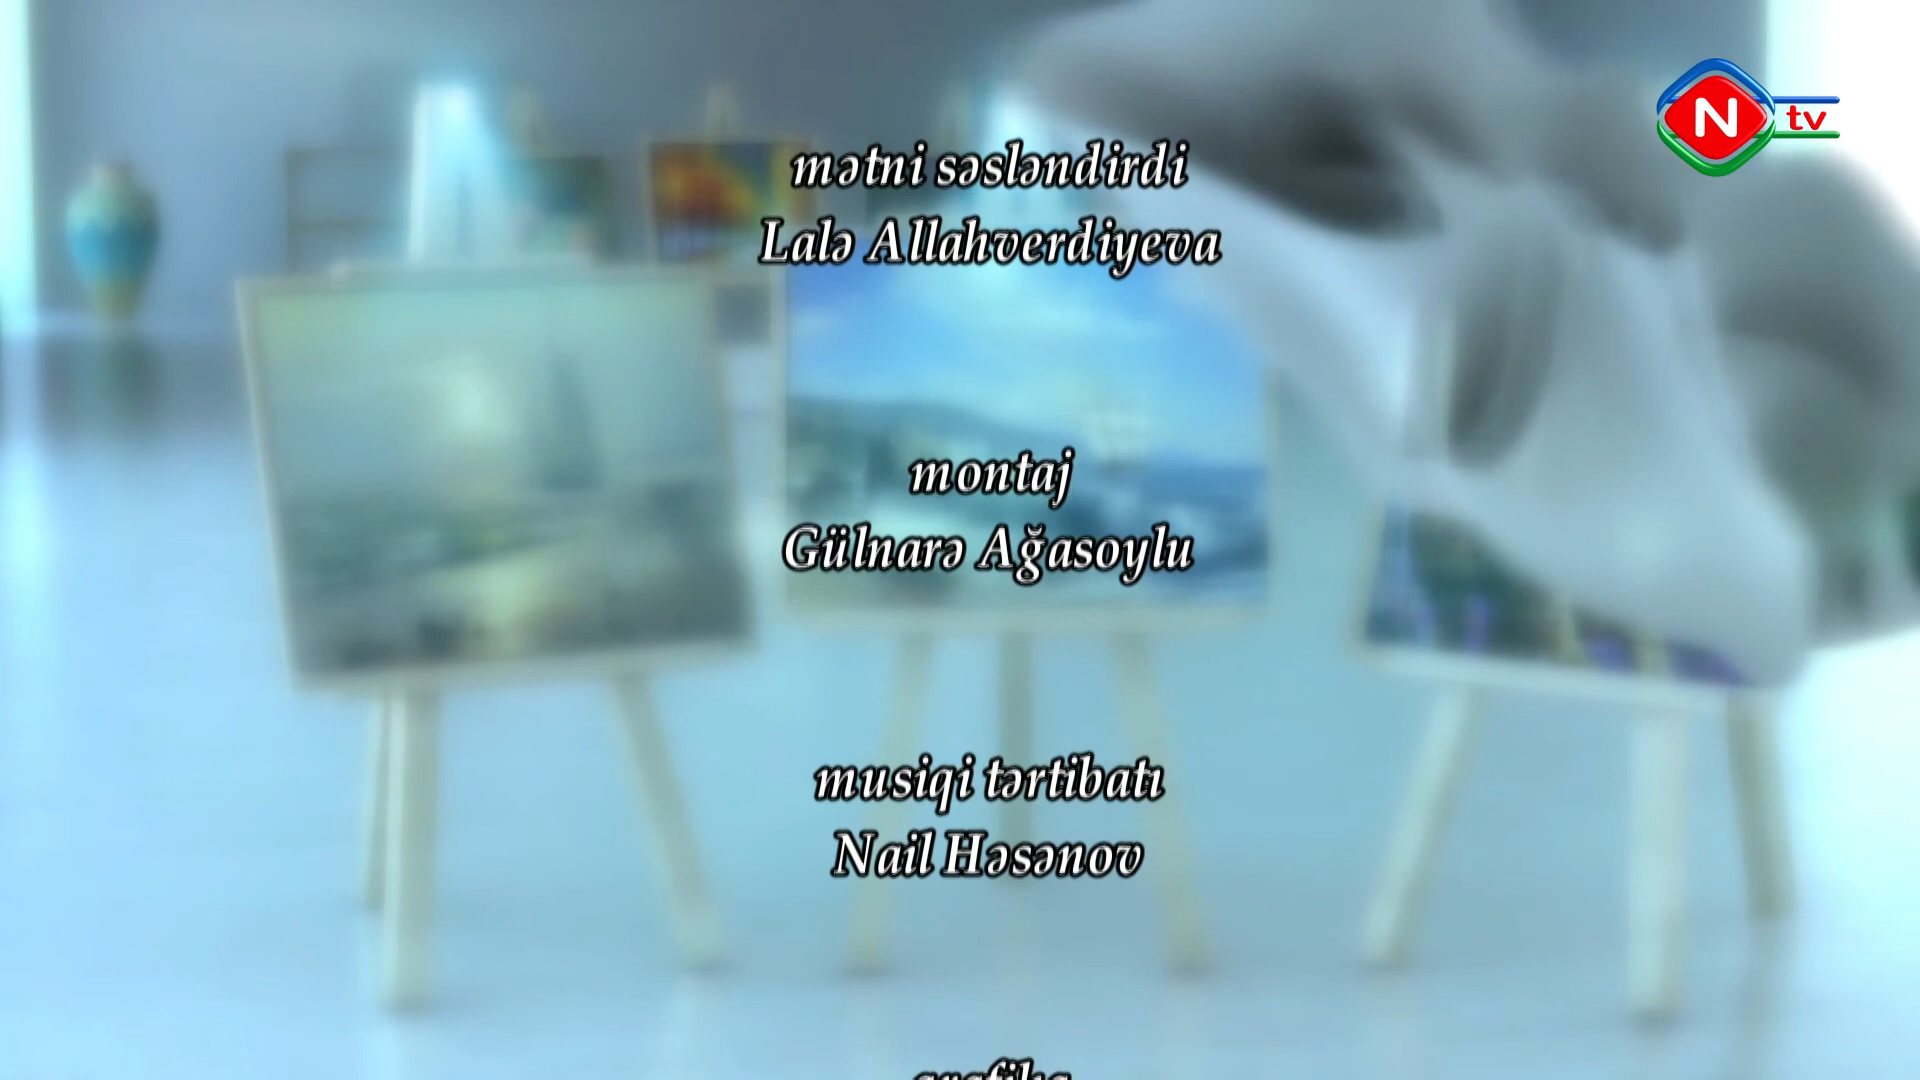 N tv
mətni səsləndirdi
Lalə Allahverdiyeva
montaj
Gülnarə Ağasoylu
musiqi tərtibatı
Nail Həsənov